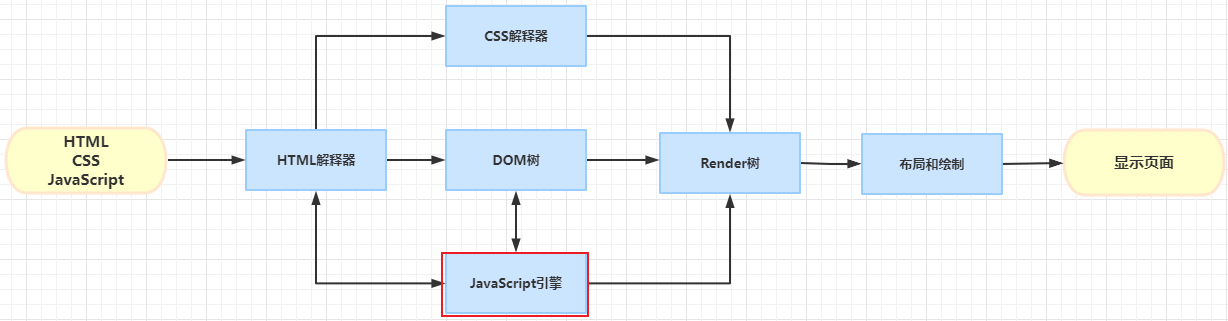 HTML
CSS
JavaScript
HTML解释器
CSS解释器
DOM树
JavaScript引擎
Render树
布局和绘制
显示页面